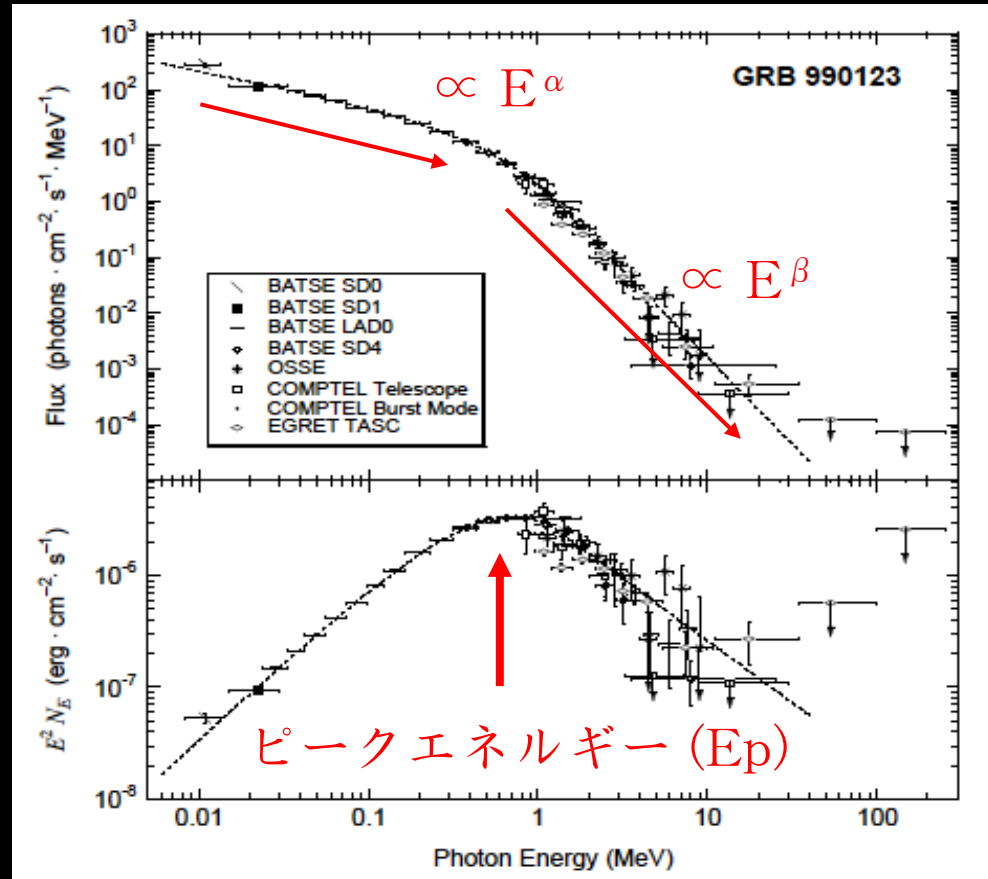 GRB 990123
∝ E^α
∝ E^β
Flux (photons · cm⁻² · s⁻¹ · MeV⁻¹)
10³
10²
10¹
10⁰
10⁻¹
10⁻²
10⁻³
10⁻⁴
BATSE SD0
BATSE SD1
BATSE LAD0
BATSE SD4
OSSE
COMPTEL Telescope
COMPTEL Burst Mode
EGRET TASC
E² N_E (erg · cm⁻² · s⁻¹)
10⁻⁶
10⁻⁷
10⁻⁸
ピークエネルギー (Ep)
0.01 0.1 1 10 100
Photon Energy (MeV)